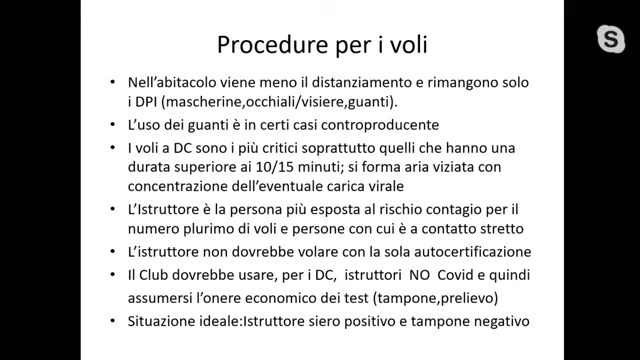 Procedure per i voli
• Nell'abitacolo viene meno il distanziamento e rimangono solo
i DPI (mascherine,occhiali/visiere,guanti).
• L'uso dei guanti è in certi casi controproducente
• I voli a DC sono i più critici soprattutto quelli che hanno una
durata superiore ai 10/15 minuti; si forma aria viziata con
concentrazione dell'eventuale carica virale
• L'Istruttore è la persona più esposta al rischio contagio per il
numero plurimo di voli e persone con cui è a contatto stretto
• L'istruttore non dovrebbe volare con la sola autocertificazione
• Il Club dovrebbe usare, per i DC, istruttori NO Covid e quindi
assumersi l'onere economico dei test (tampone,prelievo)
• Situazione ideale:Istruttore siero positivo e tampone negativo
S